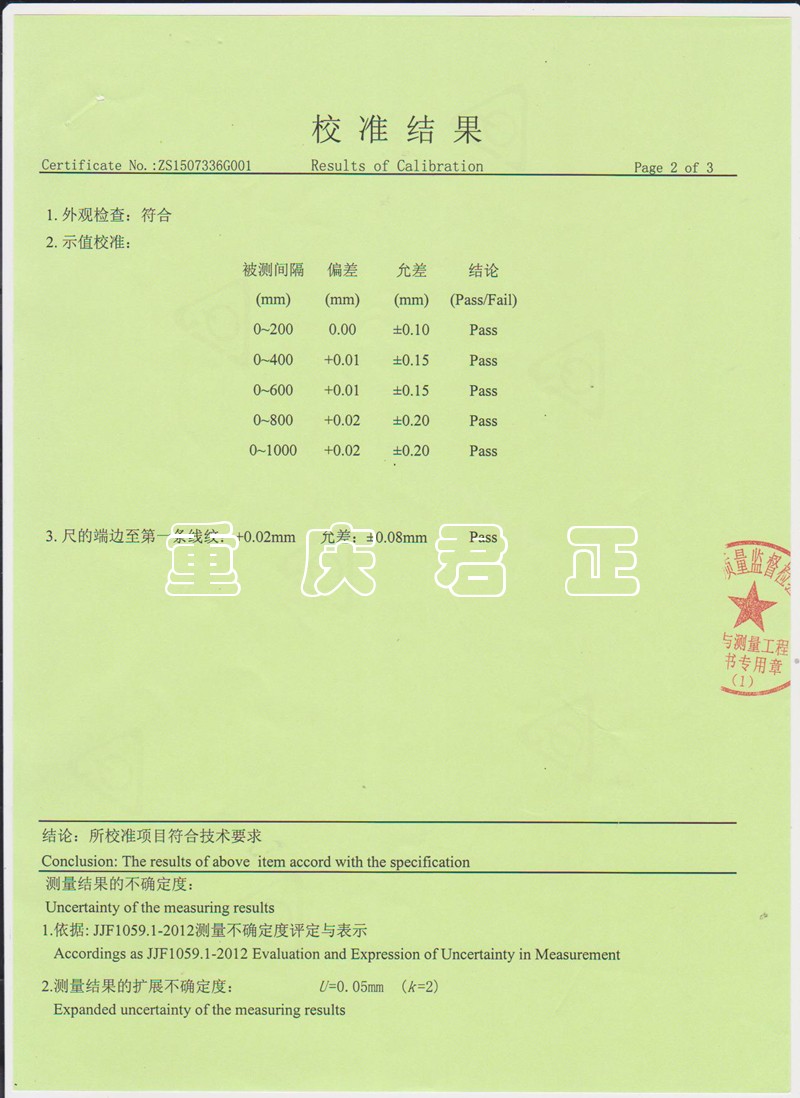 校准结果
Certificate No.:ZS1507336G001 Results of Calibration Page 2 of 3
1. 外观检查：符合
2. 示值校准：
被测间隔 偏差 允差 结论
(mm) (mm) (mm) (Pass/Fail)
0~200 0.00 ±0.10 Pass
0~400 +0.01 ±0.15 Pass
0~600 +0.01 ±0.15 Pass
0~800 +0.02 ±0.20 Pass
0~1000 +0.02 ±0.20 Pass
3. 尺的端边至第一条线纹：+0.02mm 允差：±0.08mm Pass
重庆君正
质量监督检
与测量工程
书专用章
(1)
结论：所校准项目符合技术要求
Conclusion: The results of above item accord with the specification
测量结果的不确定度：
Uncertainty of the measuring results
1.依据: JJF1059.1-2012测量不确定度评定与表示
Accordings as JJF1059.1-2012 Evaluation and Expression of Uncertainty in Measurement
2.测量结果的扩展不确定度： U=0.05mm (k=2)
Expanded uncertainty of the measuring results